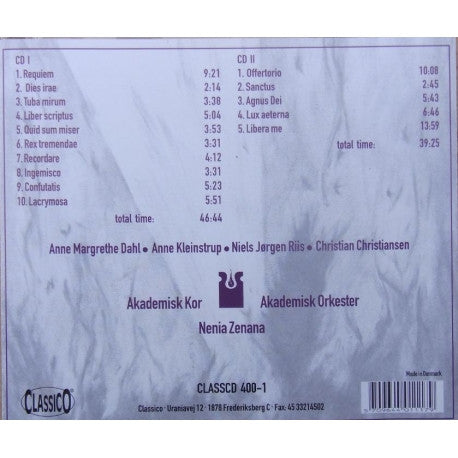 CD I
1. Requiem 9:21
2. Dies irae 2:14
3. Tuba mirum 3.38
4. Liber scriptus 5:04
5. Quid sum miser 3:53
6. Rex tremendae 3:31
7. Recordare 4:12
8. Ingemisco 3:31
9. Confutatis 5:23
10. Lacrymosa 5:51
total time: 46:44
CD II
1. Offertorio 10:08
2. Sanctus 2:45
3. Agnus Dei 5:43
4. Lux aeterna 6:46
5. Libera me 13:59
total time: 39:25
Anne Margrethe Dahl • Anne Kleinstrup • Niels Jørgen Riis • Christian Christiansen
Akademisk Kor Akademisk Orkester
Nenia Zenana
Made in Denmark
CLASSICO
CLASSCD 400-1
Classico · Uraniavej 12 · 1878 Frederiksberg C · Fax: 45 33214502